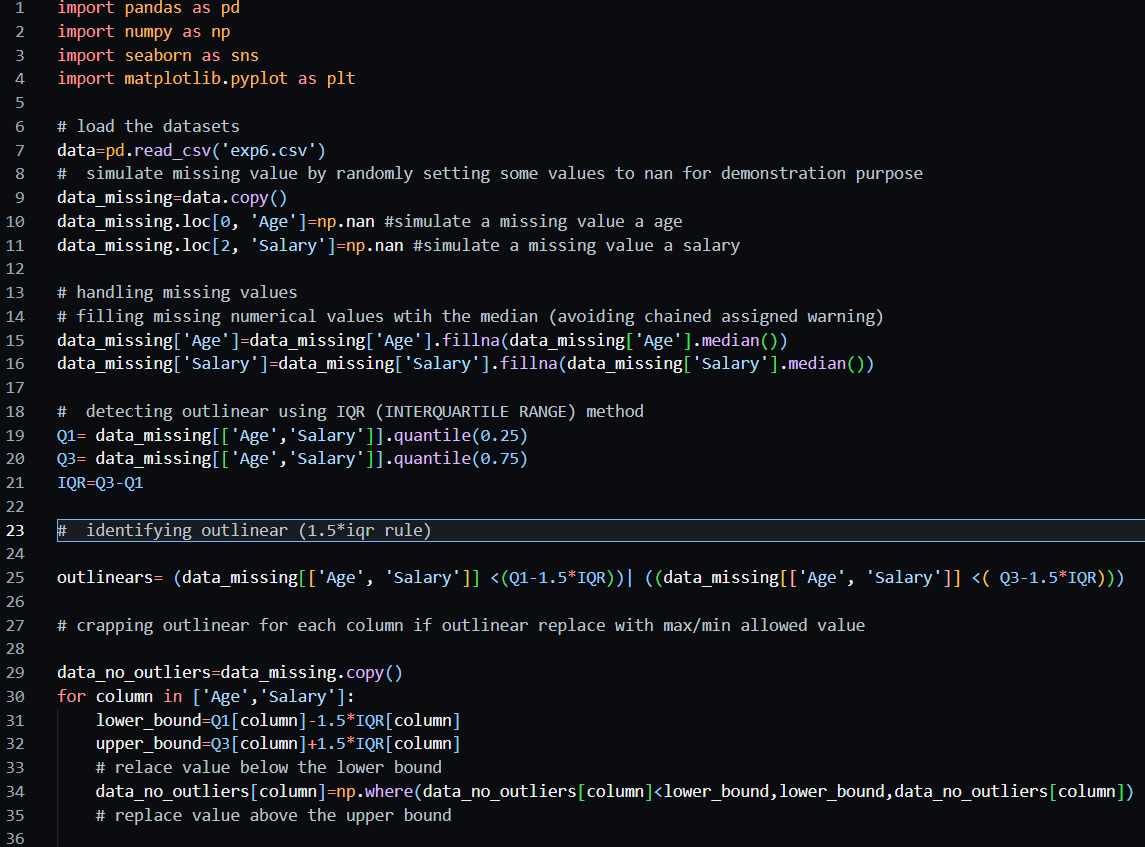 1 import pandas as pd
2 import numpy as np
3 import seaborn as sns
4 import matplotlib.pyplot as plt
5
6 # load the datasets
7 data=pd.read_csv('exp6.csv')
8 #  simulate missing value by randomly setting some values to nan for demonstration purpose
9 data_missing=data.copy()
10 data_missing.loc[0, 'Age']=np.nan #simulate a missing value a age
11 data_missing.loc[2, 'Salary']=np.nan #simulate a missing value a salary
12
13 # handling missing values
14 # filling missing numerical values wtih the median (avoiding chained assigned warning)
15 data_missing['Age']=data_missing['Age'].fillna(data_missing['Age'].median())
16 data_missing['Salary']=data_missing['Salary'].fillna(data_missing['Salary'].median())
17
18 #  detecting outlinear using IQR (INTERQUARTILE RANGE) method
19 Q1= data_missing[['Age','Salary']].quantile(0.25)
20 Q3= data_missing[['Age','Salary']].quantile(0.75)
21 IQR=Q3-Q1
22
23 #  identifying outlinear (1.5*iqr rule)
24
25 outlinears= (data_missing[['Age', 'Salary']] <(Q1-1.5*IQR))| ((data_missing[['Age', 'Salary']] <( Q3-1.5*IQR)))
26
27 # crapping outlinear for each column if outlinear replace with max/min allowed value
28
29 data_no_outliers=data_missing.copy()
30 for column in ['Age','Salary']:
31     lower_bound=Q1[column]-1.5*IQR[column]
32     upper_bound=Q3[column]+1.5*IQR[column]
33     # relace value below the lower bound
34     data_no_outliers[column]=np.where(data_no_outliers[column]<lower_bound,lower_bound,data_no_outliers[column])
35     # replace value above the upper bound
36